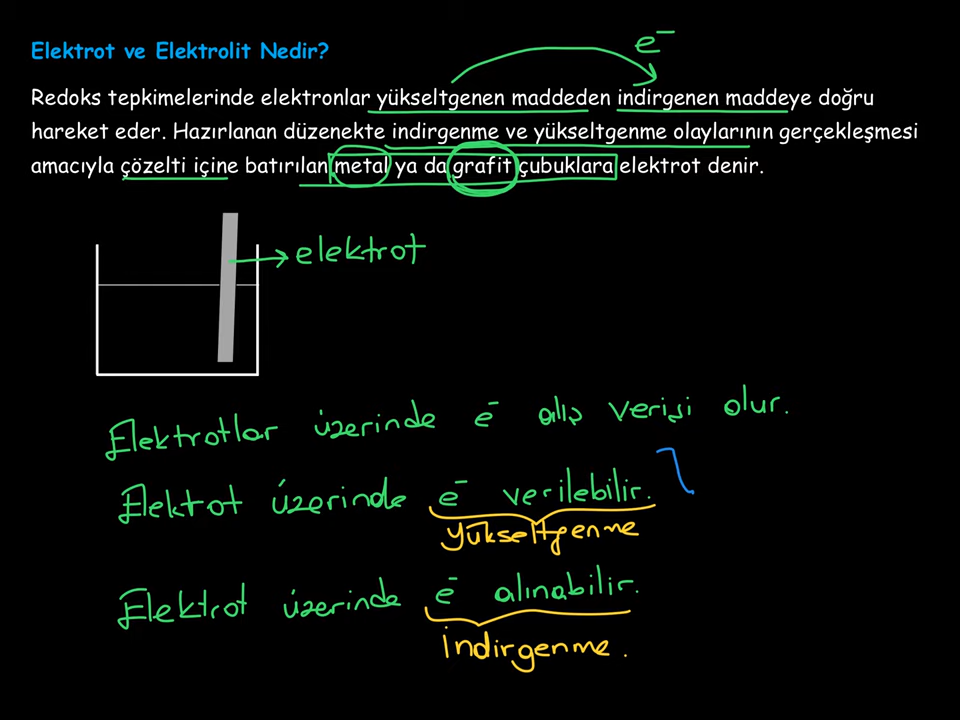 Elektrot ve Elektrolit Nedir?
e⁻
Redoks tepkimelerinde elektronlar yükseltgenen maddeden indirgenen maddeye doğru
hareket eder. Hazırlanan düzenekte indirgenme ve yükseltgenme olaylarının gerçekleşmesi
amacıyla çözelti içine batırılan metal ya da grafit çubuklara elektrot denir.
elektrot
Elektrotlar üzerinde e⁻ alış verişi olur.
Elektrot üzerinde e⁻ verilebilir.
Yükseltgenme
Elektrot üzerinde e⁻ alınabilir.
İndirgenme.